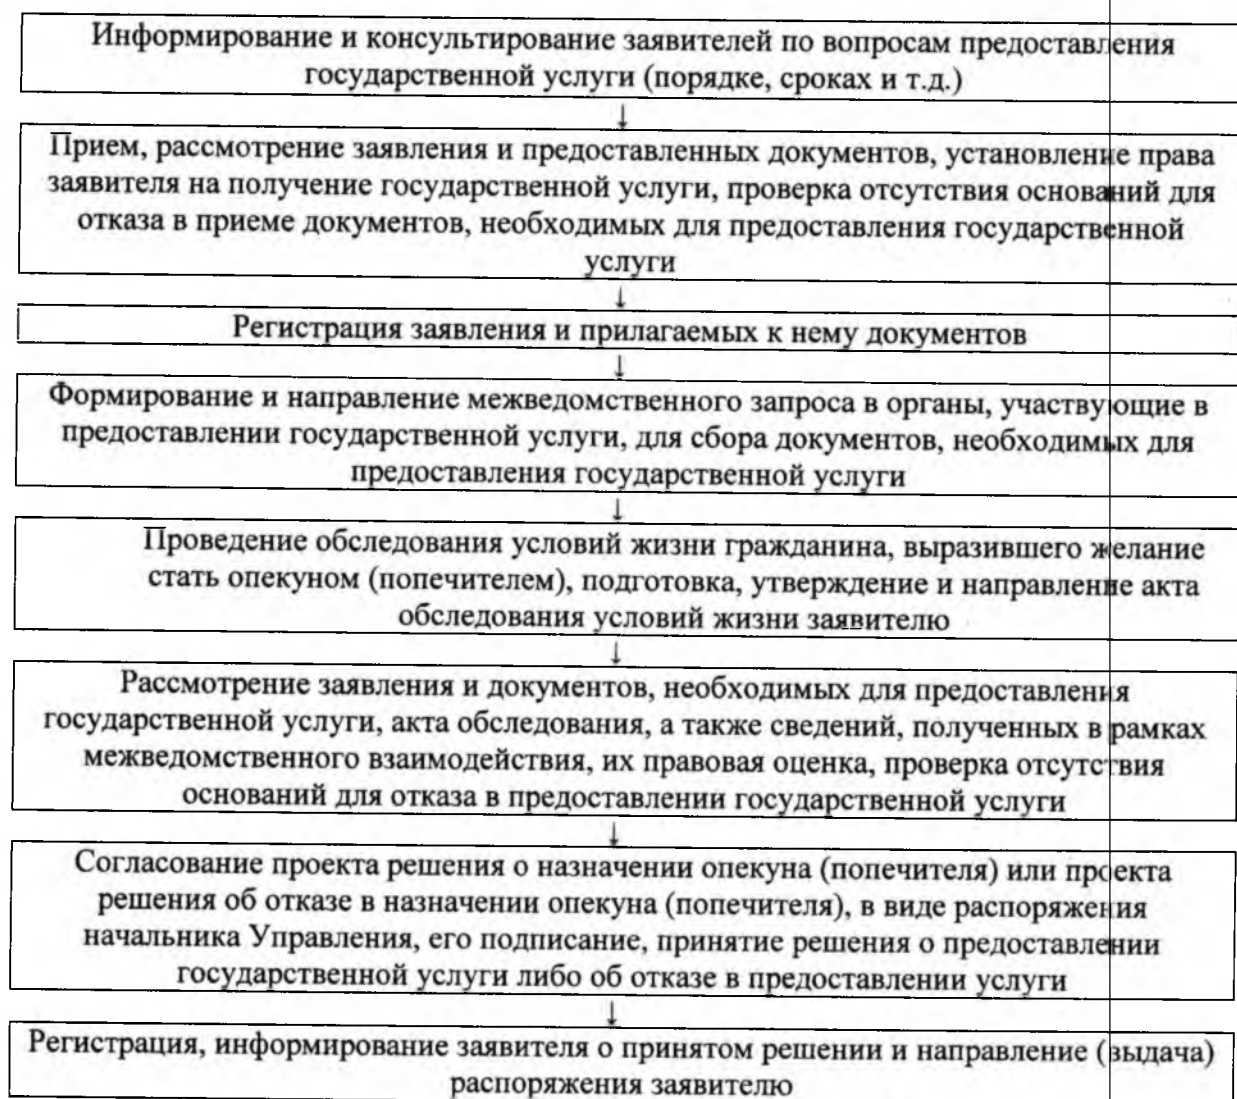 Информирование и консультирование заявителей по вопросам предоставления
государственной услуги (порядке, сроках и т.д.)
↓
Прием, рассмотрение заявления и предоставленных документов, установление права
заявителя на получение государственной услуги, проверка отсутствия оснований для
отказа в приеме документов, необходимых для предоставления государственной
услуги
↓
Регистрация заявления и прилагаемых к нему документов
↓
Формирование и направление межведомственного запроса в органы, участвующие в
предоставлении государственной услуги, для сбора документов, необходимых для
предоставления государственной услуги
↓
Проведение обследования условий жизни гражданина, выразившего желание
стать опекуном (попечителем), подготовка, утверждение и направление акта
обследования условий жизни заявителю
↓
Рассмотрение заявления и документов, необходимых для предоставления
государственной услуги, акта обследования, а также сведений, полученных в рамках
межведомственного взаимодействия, их правовая оценка, проверка отсутствия
оснований для отказа в предоставлении государственной услуги
↓
Согласование проекта решения о назначении опекуна (попечителя) или проекта
решения об отказе в назначении опекуна (попечителя), в виде распоряжения
начальника Управления, его подписание, принятие решения о предоставлении
государственной услуги либо об отказе в предоставлении услуги
↓
Регистрация, информирование заявителя о принятом решении и направление (выдача)
распоряжения заявителю